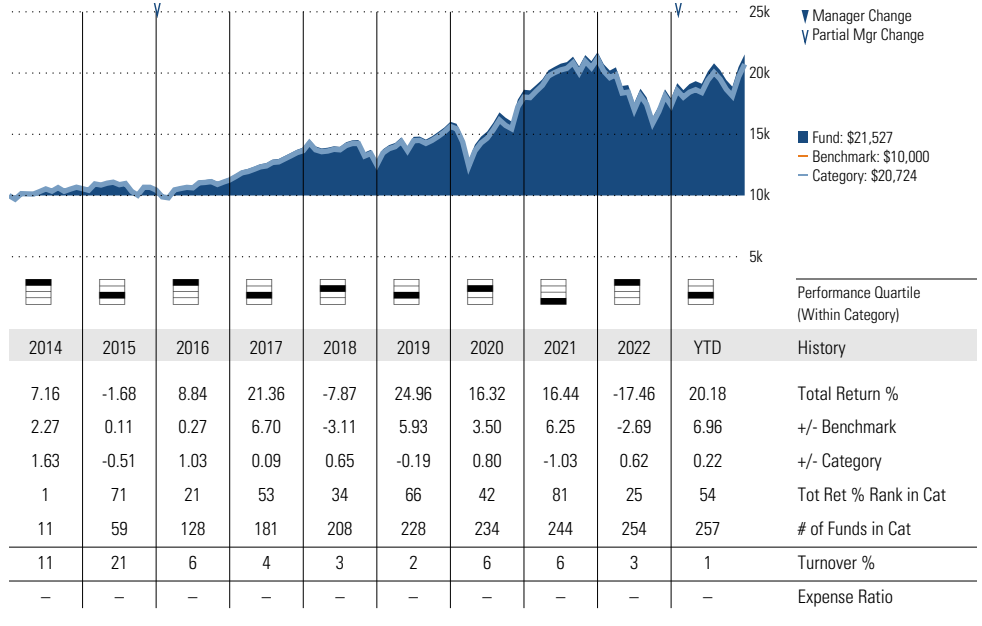 25k
▼ Manager Change
V Partial Mgr Change
20k
15k
■ Fund: $21,527
– Benchmark: $10,000
– Category: $20,724
10k
5k
Performance Quartile
(Within Category)
2014 2015 2016 2017 2018 2019 2020 2021 2022 YTD History
7.16 -1.68 8.84 21.36 -7.87 24.96 16.32 16.44 -17.46 20.18 Total Return %
2.27 0.11 0.27 6.70 -3.11 5.93 3.50 6.25 -2.69 6.96 +/- Benchmark
1.63 -0.51 1.03 0.09 0.65 -0.19 0.80 -1.03 0.62 0.22 +/- Category
1 71 21 53 34 66 42 81 25 54 Tot Ret % Rank in Cat
11 59 128 181 208 228 234 244 254 257 # of Funds in Cat
11 21 6 4 3 2 6 6 3 1 Turnover %
– – – – – – – – – – Expense Ratio